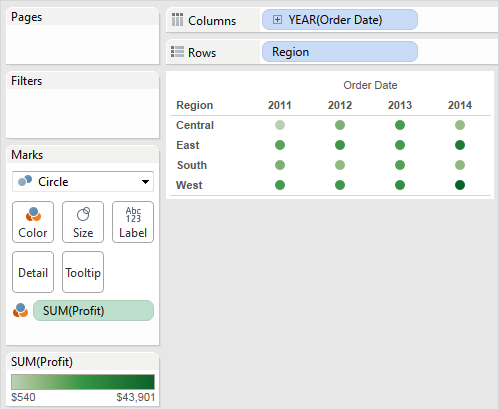 Pages
Columns
YEAR(Order Date)
Rows
Region
Filters
Order Date
Region 2011 2012 2013 2014
Central
East
South
West
Marks
Circle
Color
Size
Abc
123
Label
Detail
Tooltip
SUM(Profit)
SUM(Profit)
$540 $43,901